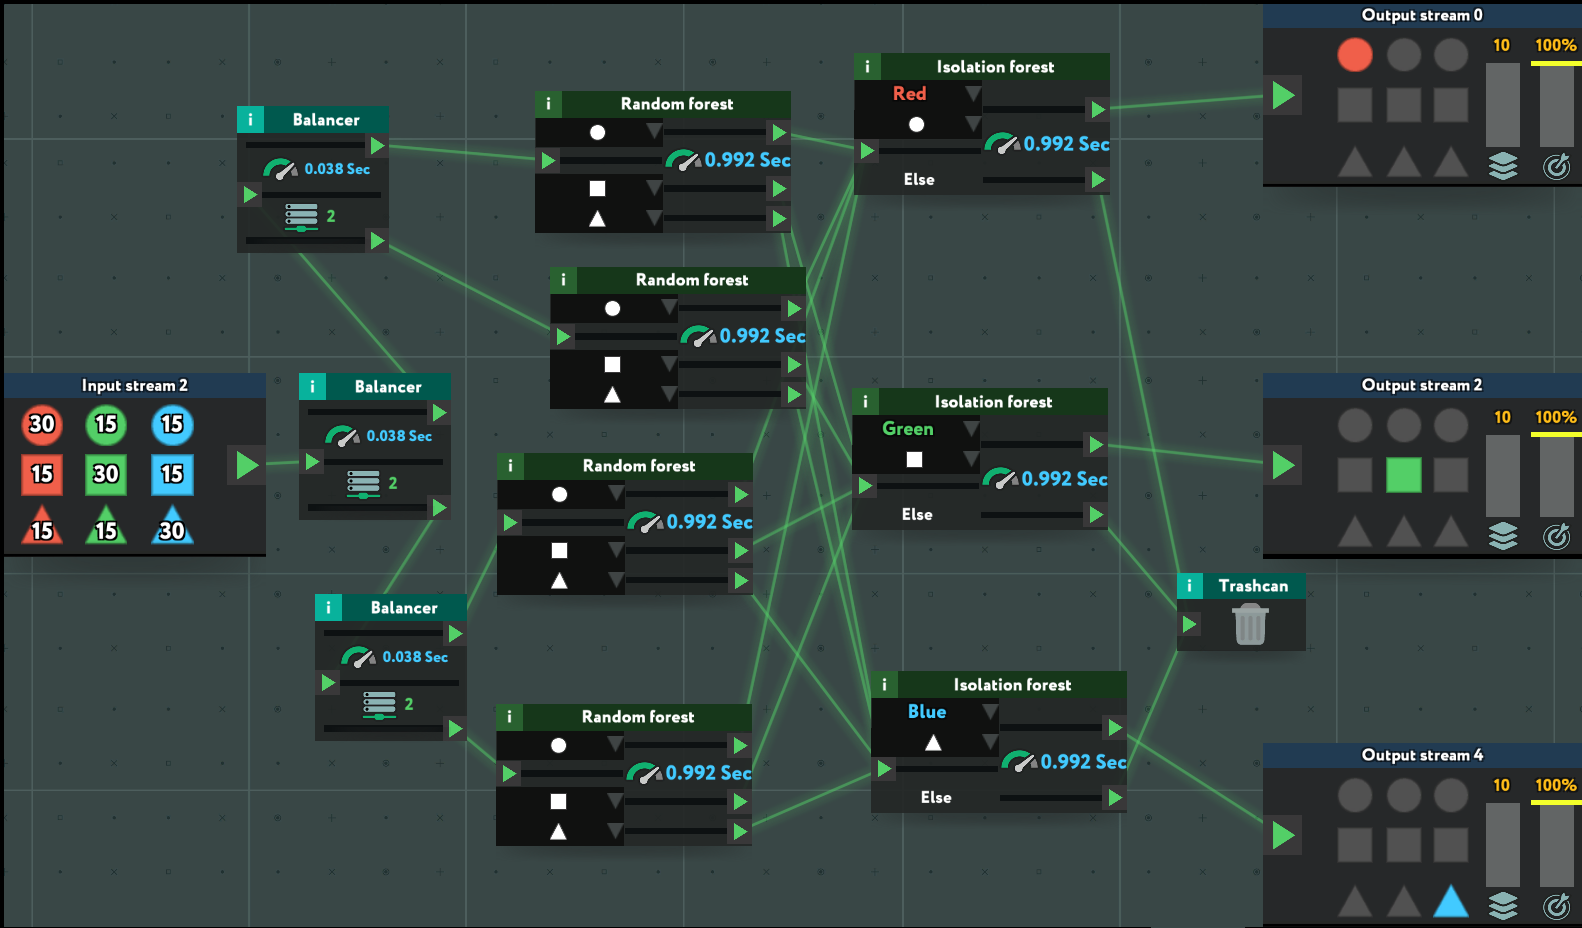 Output stream 0
10 100%
i Isolation forest
Red
0.992 Sec
Else
i Random forest
0.992 Sec
i Balancer
0.038 Sec
2
i Random forest
0.992 Sec
Input stream 2
30 15 15
15 30 15
15 15 30
i Balancer
0.038 Sec
2
i Isolation forest
Green
0.992 Sec
Else
Output stream 2
10 100%
i Random forest
0.992 Sec
i Trashcan
i Balancer
0.038 Sec
2
i Isolation forest
Blue
0.992 Sec
Else
i Random forest
0.992 Sec
Output stream 4
10 100%